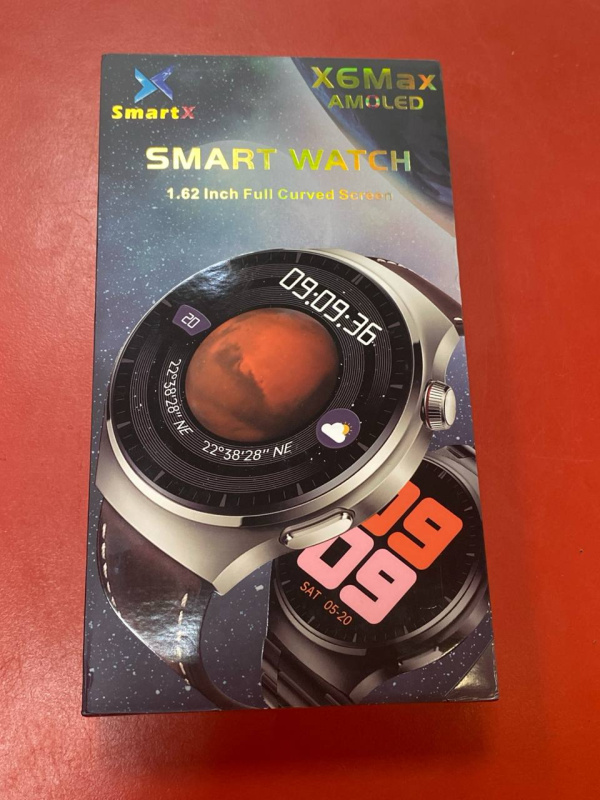 SmartX
X6Max
AMOLED
SMART WATCH
1.62 Inch Full Curved Screen
09:09:36
20
22°38'28" NE
22°38'28" NE
09
09
SAT 05-20